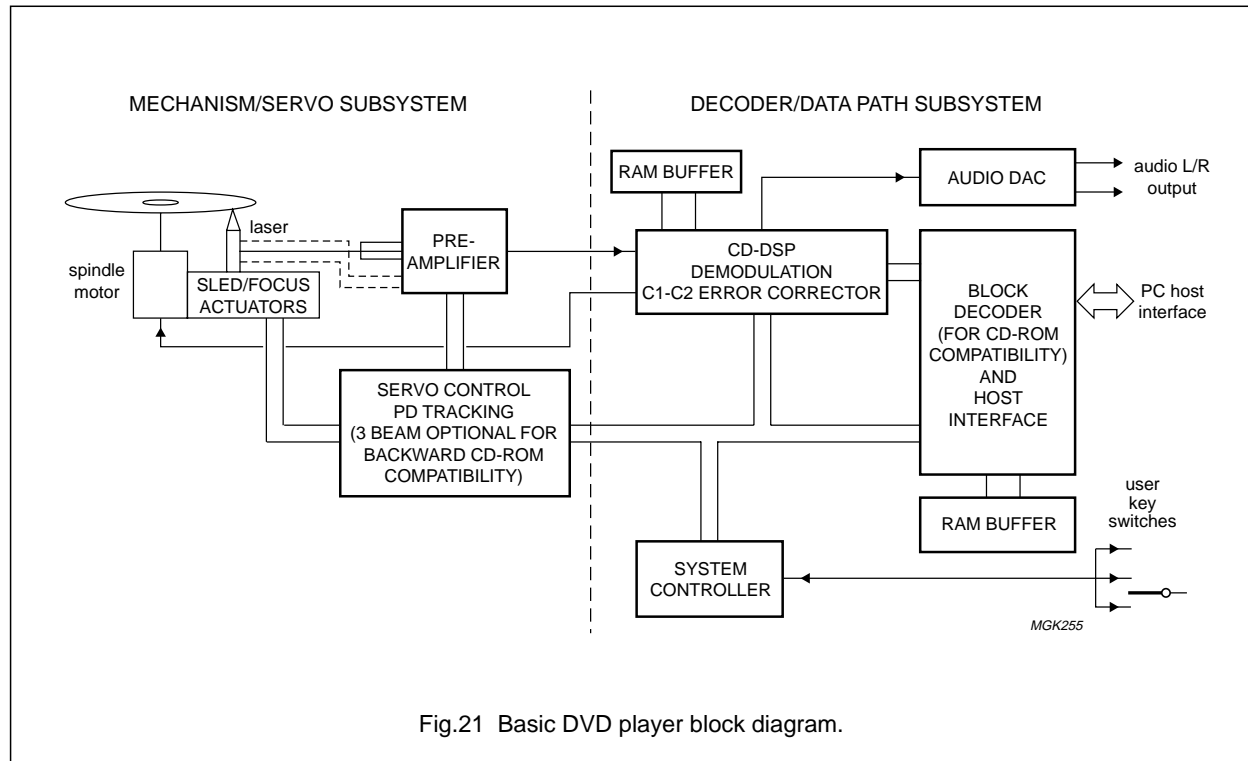 MECHANISM/SERVO SUBSYSTEM
DECODER/DATA PATH SUBSYSTEM
RAM BUFFER
AUDIO DAC
audio L/R
output
laser
PRE-
AMPLIFIER
spindle
motor
SLED/FOCUS
ACTUATORS
CD-DSP
DEMODULATION
C1-C2 ERROR CORRECTOR
BLOCK
DECODER
(FOR CD-ROM
COMPATIBILITY)
AND
HOST
INTERFACE
PC host
interface
SERVO CONTROL
PD TRACKING
(3 BEAM OPTIONAL FOR
BACKWARD CD-ROM
COMPATIBILITY)
RAM BUFFER
user
key
switches
SYSTEM
CONTROLLER
MGK255
Fig.21 Basic DVD player block diagram.